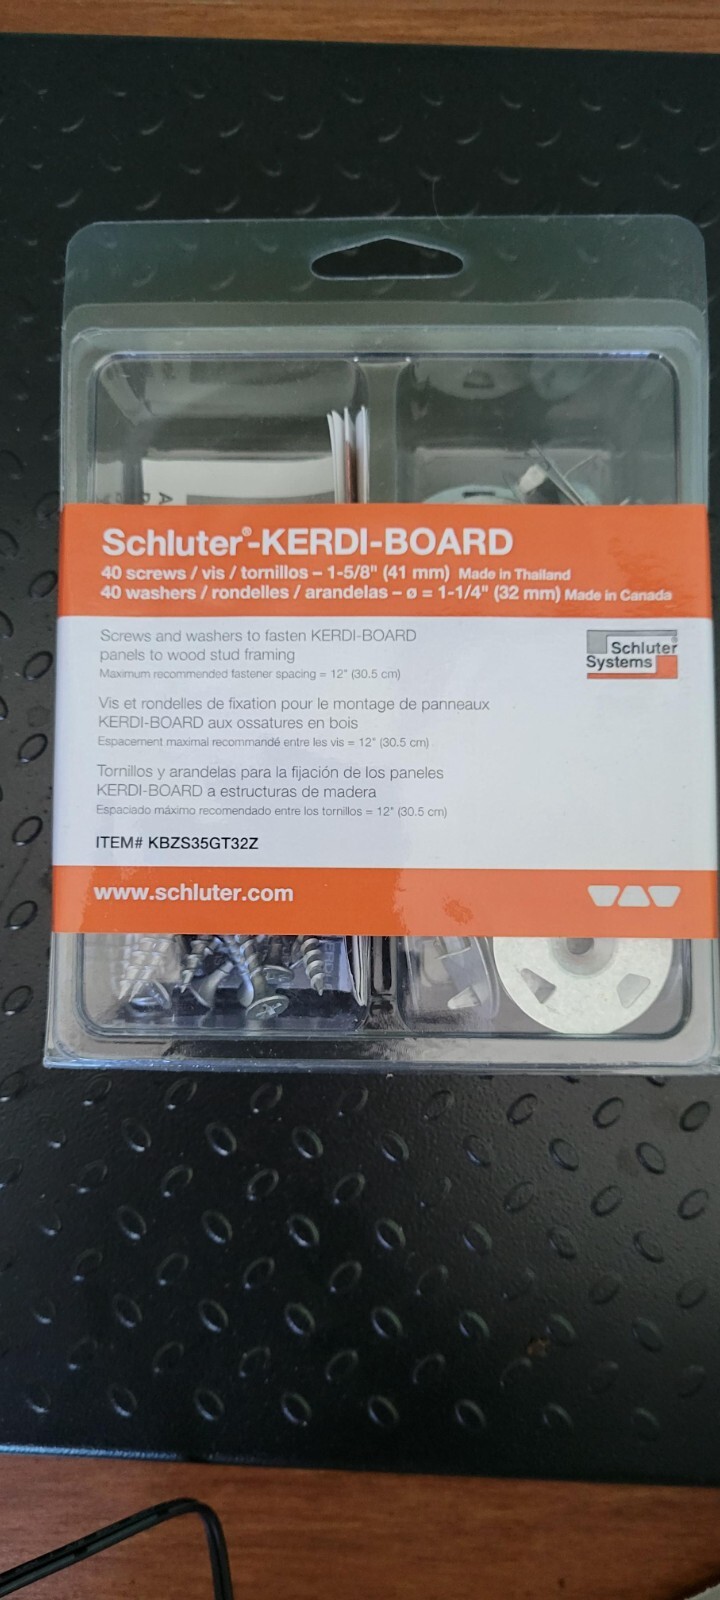 Schluter®-KERDI-BOARD
40 screws / vis / tornillos – 1-5/8" (41 mm) Made in Thailand
40 washers / rondelles / arandelas – ø = 1-1/4" (32 mm) Made in Canada
Screws and washers to fasten KERDI-BOARD
panels to wood stud framing
Maximum recommended fastener spacing = 12" (30.5 cm)
Schluter®
Systems
Vis et rondelles de fixation pour le montage de panneaux
KERDI-BOARD aux ossatures en bois
Espacement maximal recommandé entre les vis = 12" (30.5 cm)
Tornillos y arandelas para la fijación de los paneles
KERDI-BOARD a estructuras de madera
Espaciado máximo recomendado entre los tornillos = 12" (30.5 cm)
ITEM# KBZS35GT32Z
www.schluter.com